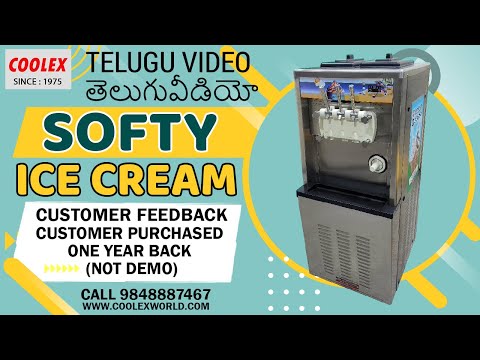 COOLEX
SINCE : 1975
TELUGU VIDEO
తెలుగువీడియో
SOFTY
ICE CREAM
CUSTOMER FEEDBACK
CUSTOMER PURCHASED
ONE YEAR BACK
(NOT DEMO)
CALL 9848887467
WWW.COOLEXWORLD.COM